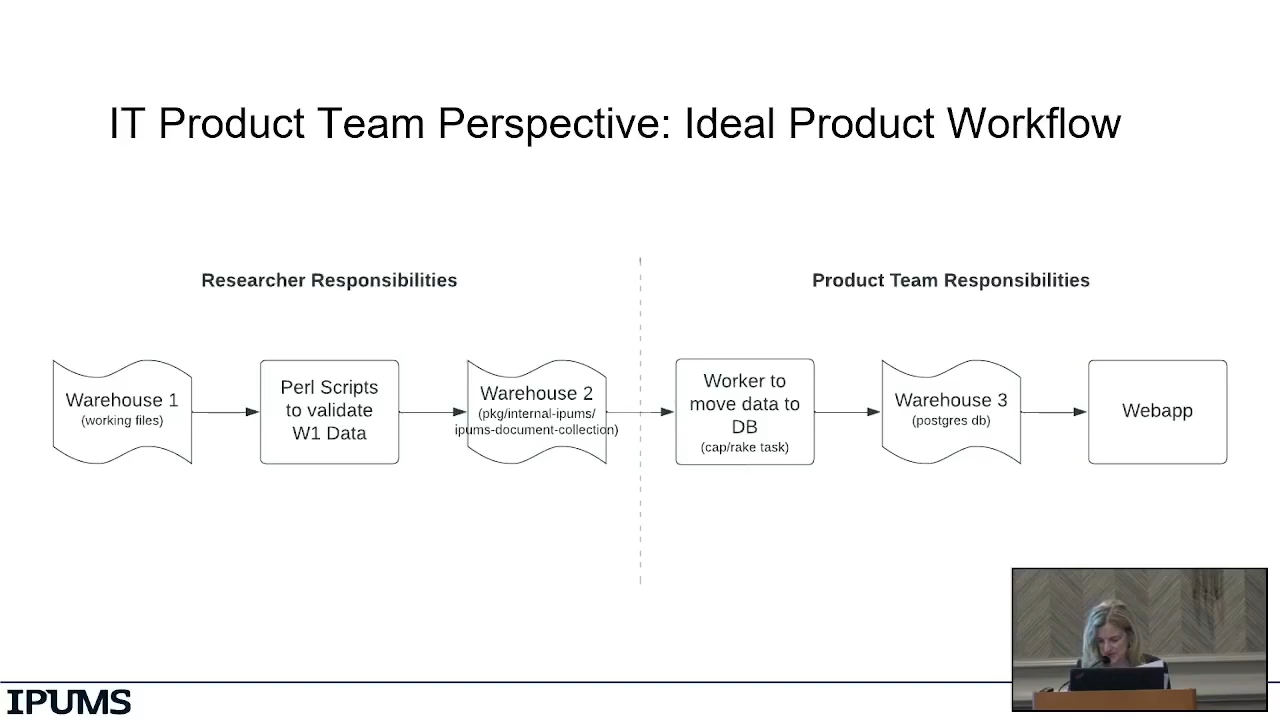 IT Product Team Perspective: Ideal Product Workflow
Researcher Responsibilities
Product Team Responsibilities
Warehouse 1
(working files)
Perl Scripts
to validate
W1 Data
Warehouse 2
(pkg/internal-ipums/
ipums-document-collection)
Worker to
move data to
DB
(cap/rake task)
Warehouse 3
(postgres db)
Webapp
IPUMS